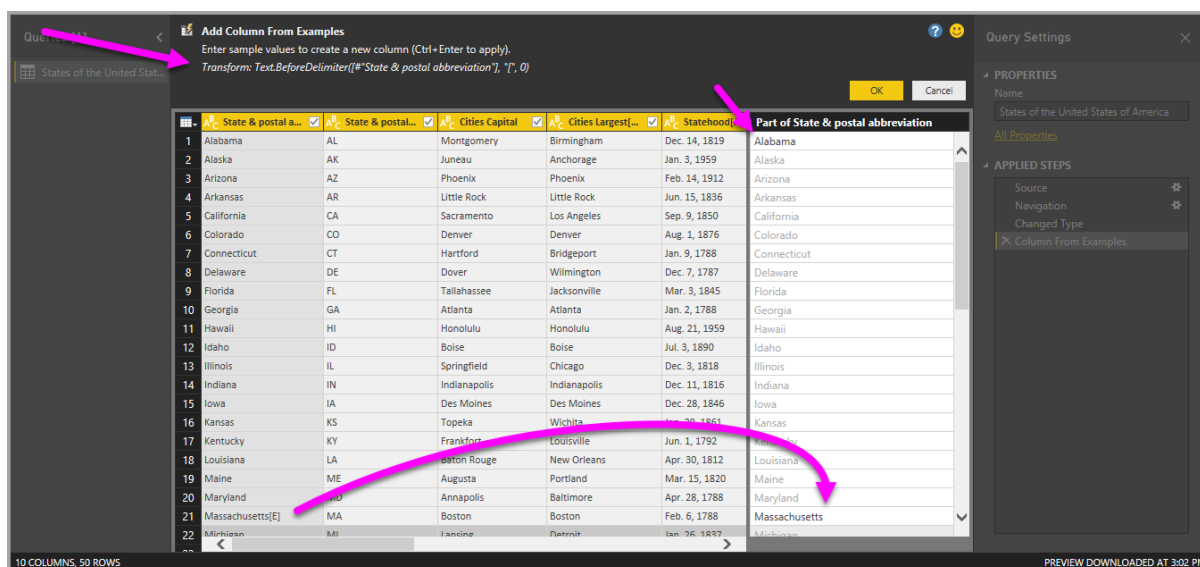 Add Column From Examples
Enter sample values to create a new column (Ctrl+Enter to apply).
Transform: Text.BeforeDelimiter([#"State & postal abbreviation"], "[", 0)
OK Cancel
States of the United Stat...
State & postal a... State & postal... Cities Capital Cities Largest[... Statehood[ Part of State & postal abbreviation
1 Alabama AL Montgomery Birmingham Dec. 14, 1819 Alabama
2 Alaska AK Juneau Anchorage Jan. 3, 1959 Alaska
3 Arizona AZ Phoenix Phoenix Feb. 14, 1912 Arizona
4 Arkansas AR Little Rock Little Rock Jun. 15, 1836 Arkansas
5 California CA Sacramento Los Angeles Sep. 9, 1850 California
6 Colorado CO Denver Denver Aug. 1, 1876 Colorado
7 Connecticut CT Hartford Bridgeport Jan. 9, 1788 Connecticut
8 Delaware DE Dover Wilmington Dec. 7, 1787 Delaware
9 Florida FL Tallahassee Jacksonville Mar. 3, 1845 Florida
10 Georgia GA Atlanta Atlanta Jan. 2, 1788 Georgia
11 Hawaii HI Honolulu Honolulu Aug. 21, 1959 Hawaii
12 Idaho ID Boise Boise Jul. 3, 1890 Idaho
13 Illinois IL Springfield Chicago Dec. 3, 1818 Illinois
14 Indiana IN Indianapolis Indianapolis Dec. 11, 1816 Indiana
15 Iowa IA Des Moines Des Moines Dec. 28, 1846 Iowa
16 Kansas KS Topeka Wichita Jan. 29, 1861 Kansas
17 Kentucky KY Frankfort Louisville Jun. 1, 1792 Kentucky
18 Louisiana LA Baton Rouge New Orleans Apr. 30, 1812 Louisiana
19 Maine ME Augusta Portland Mar. 15, 1820 Maine
20 Maryland MD Annapolis Baltimore Apr. 28, 1788 Maryland
21 Massachusetts[E] MA Boston Boston Feb. 6, 1788 Massachusetts
22 Michigan MI Lansing Detroit Jan. 26, 1837 Michigan
Query Settings
PROPERTIES
Name
States of the United States of America
All Properties
APPLIED STEPS
Source
Navigation
Changed Type
Column From Examples
10 COLUMNS, 50 ROWS PREVIEW DOWNLOADED AT 3:02 P